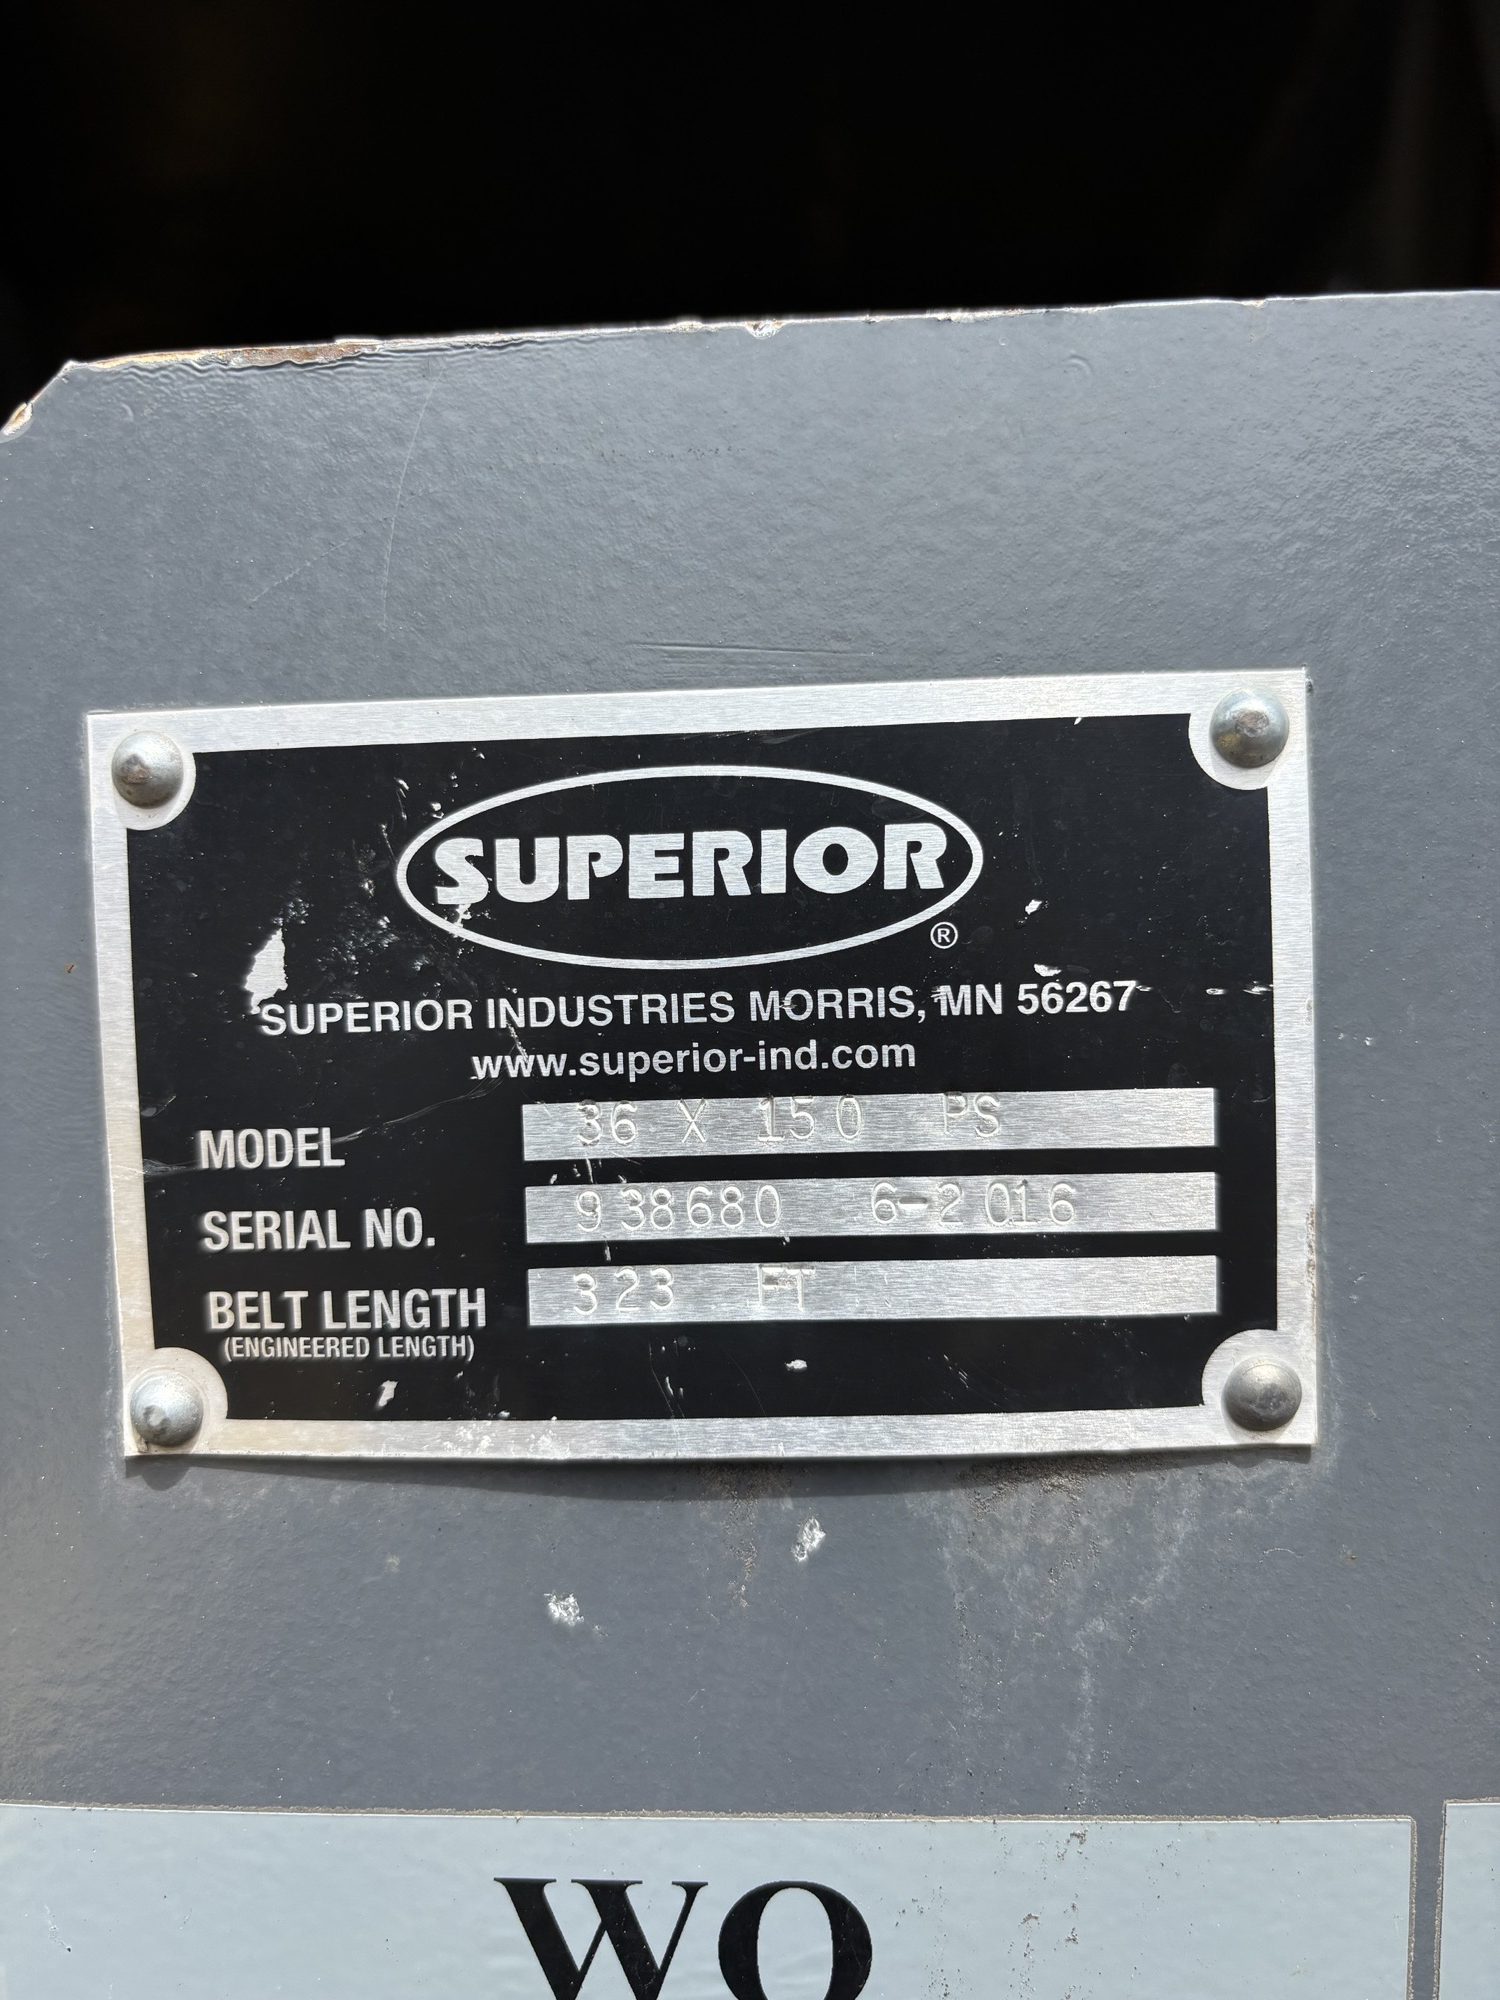 SUPERIOR
®
SUPERIOR INDUSTRIES MORRIS, MN 56267
www.superior-ind.com
MODEL 36 X 150 PS
SERIAL NO. 938680 6-2016
BELT LENGTH 323 FT
(ENGINEERED LENGTH)
WO